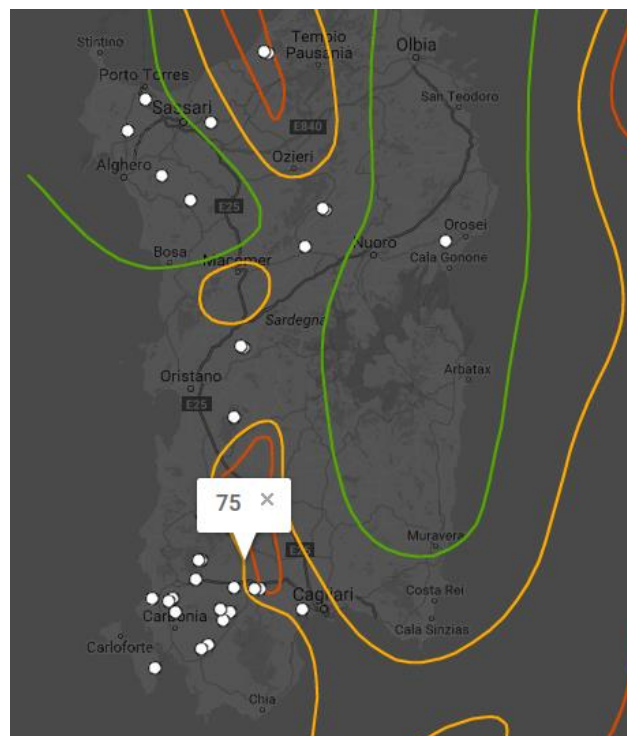 Stintino
Tempio
Pausania
Olbia
Porto Torres
San Teodoro
Sassari
E840
Alghero
Ozieri
E25
Orosei
Bosa
Nuoro
Cala Gonone
Macomer
Sardegna
Arbatax
Oristano
E25
75 ×
Muravera
E25
Costa Rei
Cagliari
Carbonia
Cala Sinzias
Carloforte
Chia